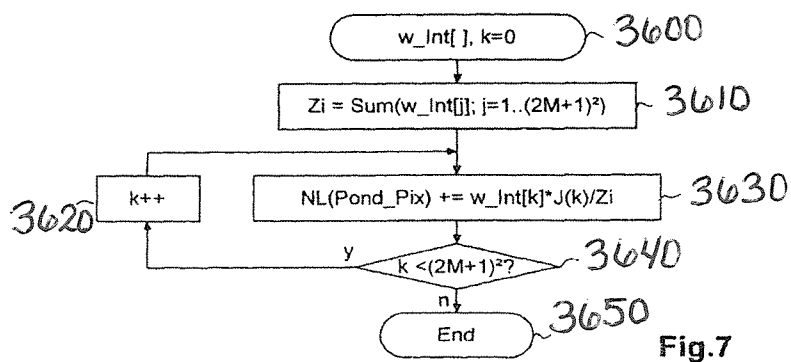 w_Int[ ], k=0
3600
Zi = Sum(w_Int[j]; j=1..(2M+1)²)
3610
k++
3620
NL(Pond_Pix) += w_Int[k]*J(k)/Zi
3630
y
k <(2M+1)²?
3640
n
End
3650
Fig.7